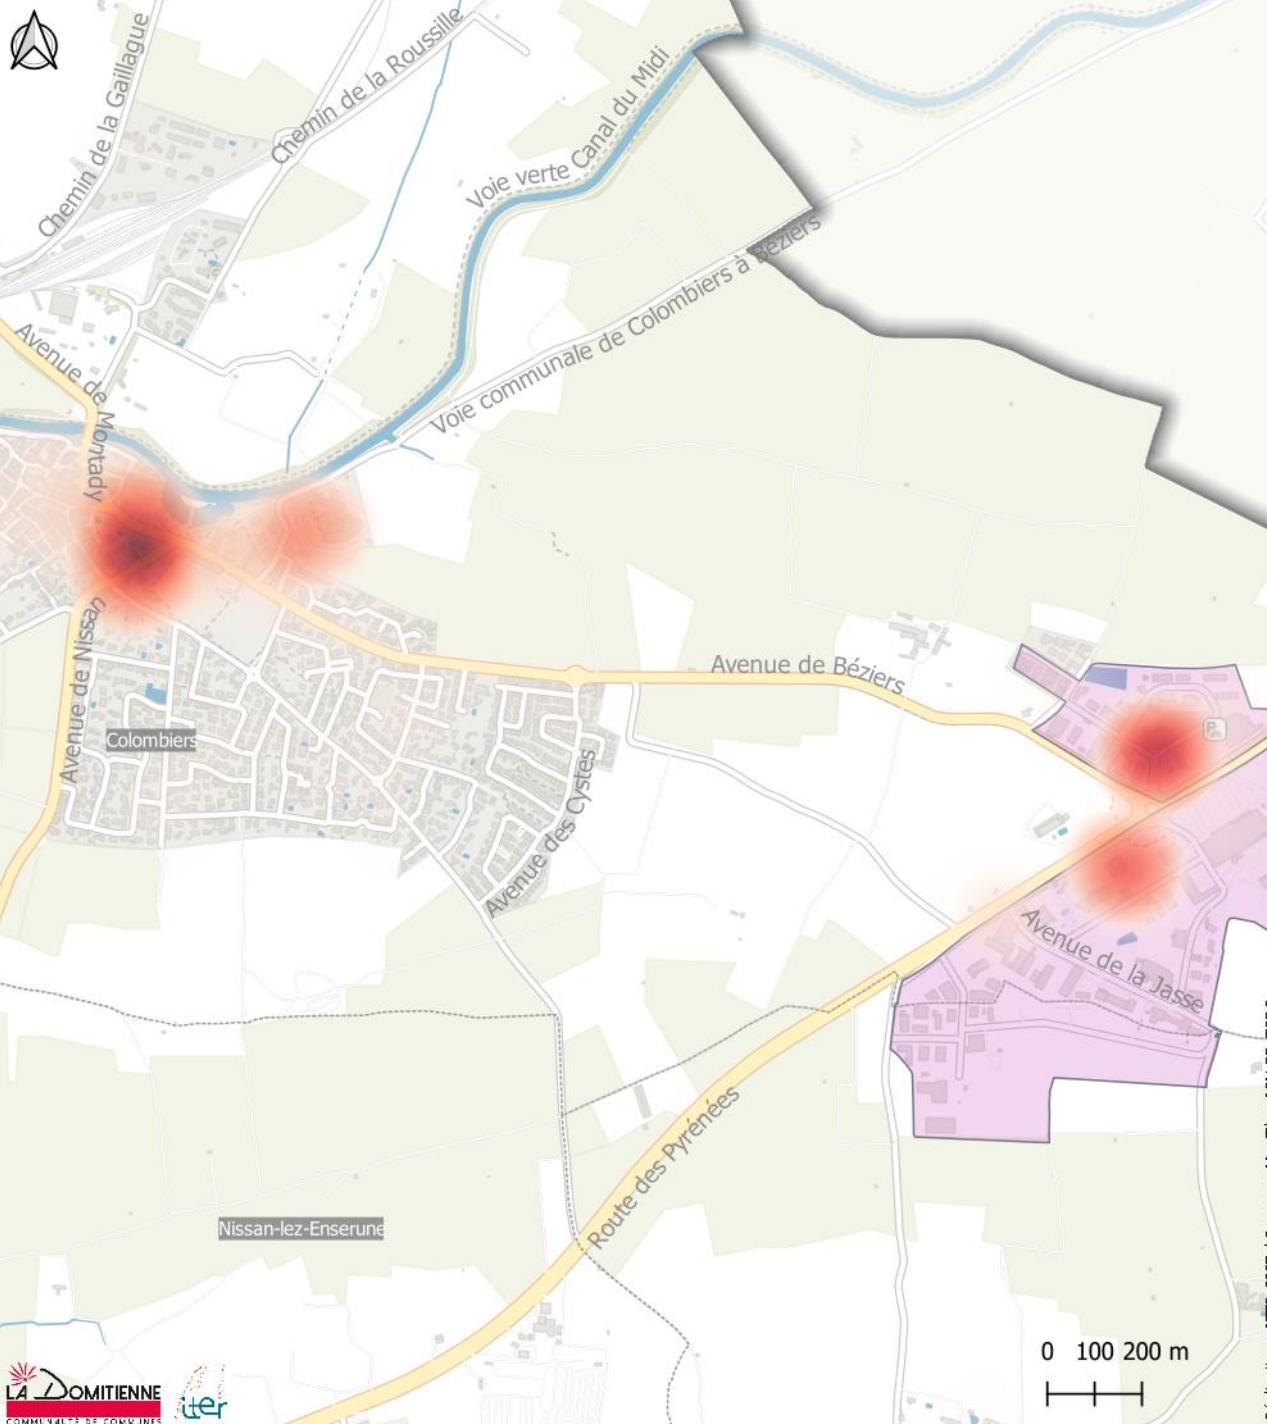 Chemin de la Gaillague
Chemin de la Roussille
Voie verte Canal du Midi
Voie communale de Colombiers à Béziers
Avenue de Montady
Avenue de Nissan
Colombiers
Avenue de Béziers
P
Avenue des Cystes
Avenue de la Jasse
Route des Pyrénées
Nissan-lez-Enserune
0 100 200 m
LA DOMITIENNE
COMMUNAUTÉ DE COMMUNES
iter